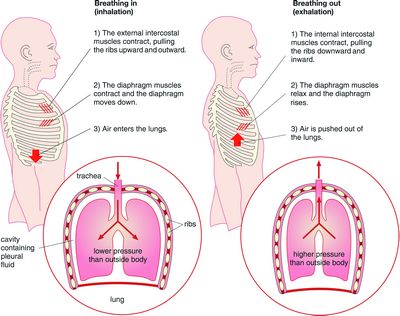 Breathing in
(inhalation)
1) The external intercostal
muscles contract, pulling
the ribs upward and outward.
2) The diaphragm muscles
contract and the diaphragm
moves down.
3) Air enters the lungs.
trachea
ribs
cavity
containing
pleural
fluid
lower pressure
than outside body
lung
Breathing out
(exhalation)
1) The internal intercostal
muscles contract, pulling
the ribs downward and
inward.
2) The diaphragm muscles
relax and the diaphragm
rises.
3) Air is pushed out of
the lungs.
higher pressure
than outside body